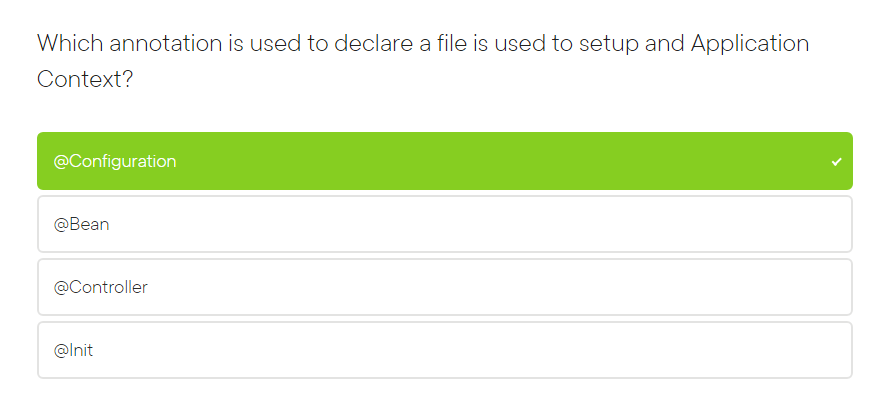 Which annotation is used to declare a file is used to setup and Application
Context?
@Configuration
@Bean
@Controller
@Init